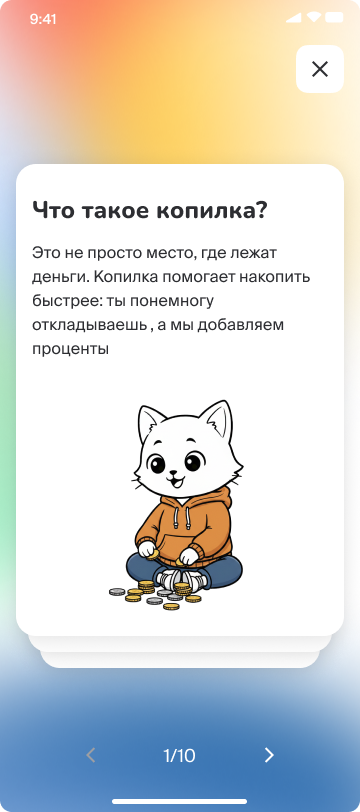 9:41
Что такое копилка?
Это не просто место, где лежат
деньги. Копилка помогает накопить
быстрее: ты понемногу
откладываешь , а мы добавляем
проценты
1/10